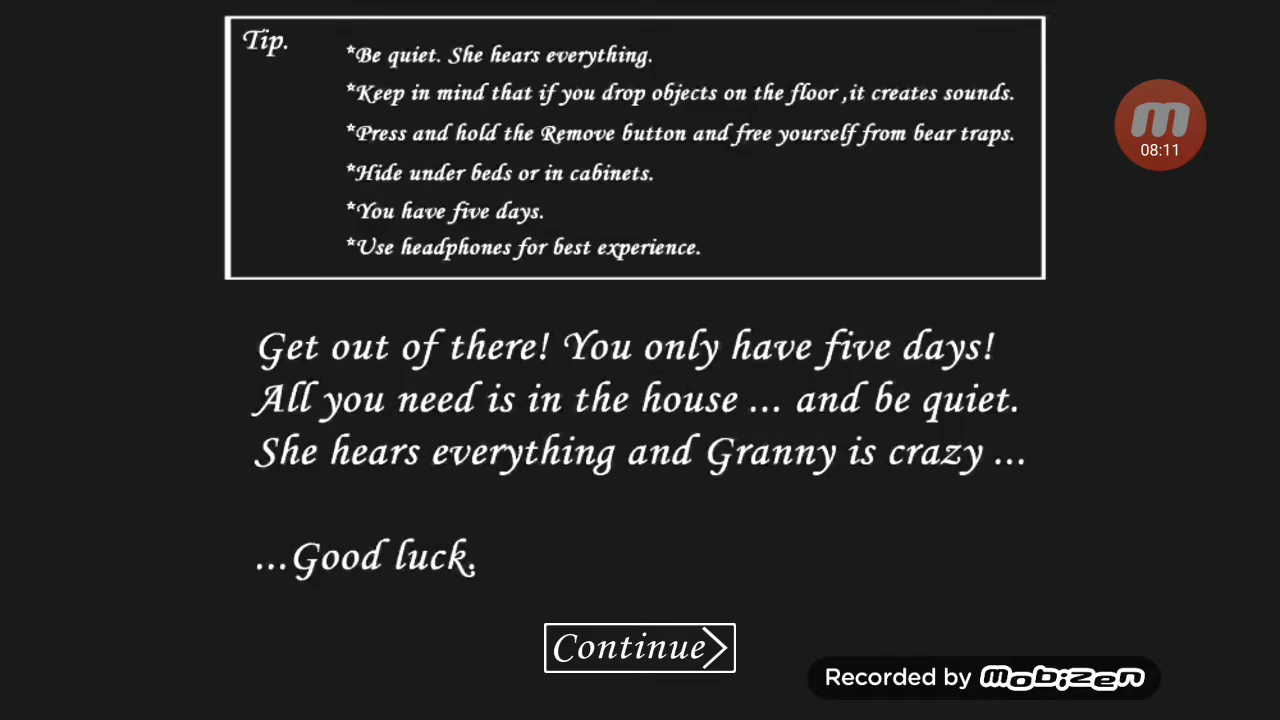 Tip.
*Be quiet. She hears everything.
*Keep in mind that if you drop objects on the floor ,it creates sounds.
*Press and hold the Remove button and free yourself from bear traps.
*Hide under beds or in cabinets.
*You have five days.
*Use headphones for best experience.
m
08:11
Get out of there! You only have five days!
All you need is in the house ... and be quiet.
She hears everything and Granny is crazy ...
...Good luck.
Continue
Recorded by mobizen